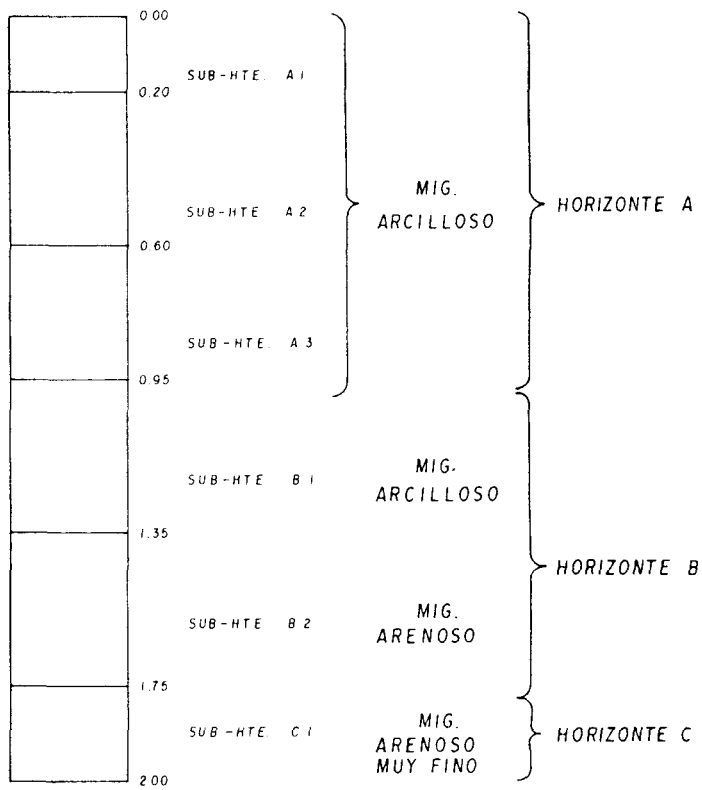 0.00
SUB-HTE. A1
0.20
MIG.
ARCILLOSO
HORIZONTE A
SUB-HTE A2
0.60
SUB-HTE. A3
0.95
SUB-HTE B1
MIG.
ARCILLOSO
1.35
HORIZONTE B
SUB-HTE B2
MIG.
ARENOSO
1.75
SUB-HTE. C1
MIG.
ARENOSO
MUY FINO
HORIZONTE C
2.00